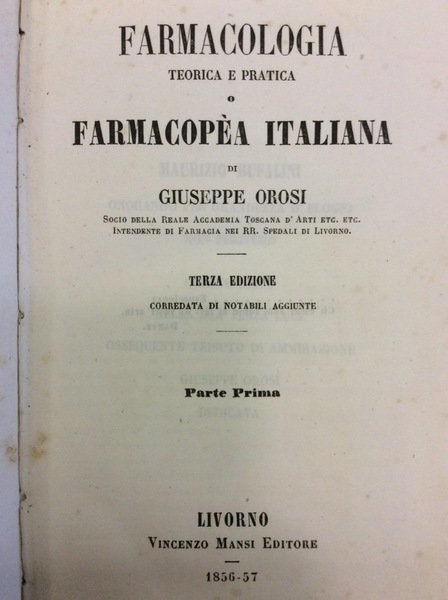 FARMACOLOGIA
TEORICA E PRATICA
O
FARMACOPÈA ITALIANA
DI
GIUSEPPE OROSI
SOCIO DELLA REALE ACCADEMIA TOSCANA D' ARTI ETC. ETC.
INTENDENTE DI FARMACIA NEI RR. SPEDALI DI LIVORNO.
TERZA EDIZIONE
CORREDATA DI NOTABILI AGGIUNTE
Parte Prima
LIVORNO
VINCENZO MANSI EDITORE
1856-57